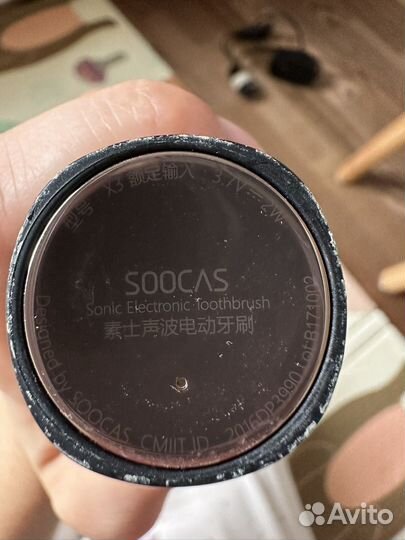 型号 X3 额定输入 3.7V⎓2W
SOOCAS
Sonic Electronic Toothbrush
素士声波电动牙刷
Designed by SOOCAS CMIIT ID 2016DP3990
Avito